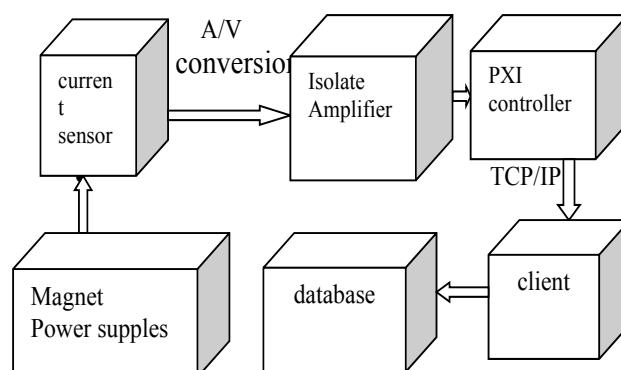 A/V
conversion
curren
t
sensor
Isolate
Amplifier
PXI
controller
TCP/IP
Magnet
Power supples
database
client